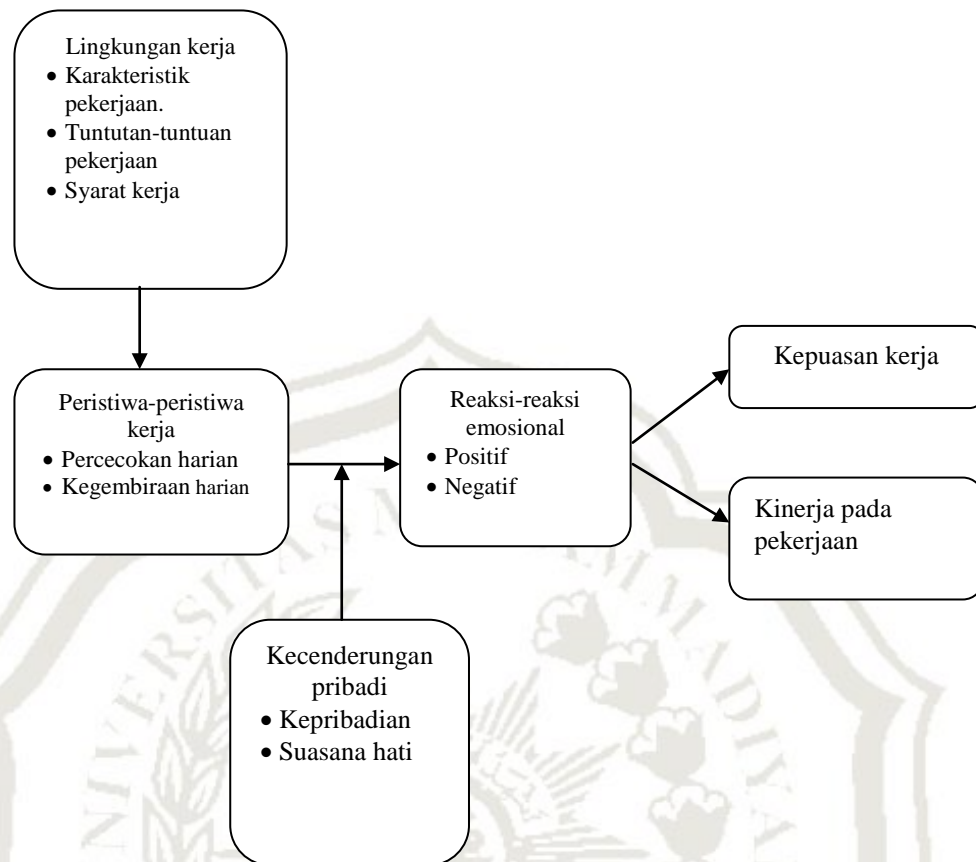 Lingkungan kerja
• Karakteristik
pekerjaan.
• Tuntutan-tuntuan
pekerjaan
• Syarat kerja
Peristiwa-peristiwa
kerja
• Percecokan harian
• Kegembiraan harian
Reaksi-reaksi
emosional
• Positif
• Negatif
Kepuasan kerja
Kinerja pada
pekerjaan
Kecenderungan
pribadi
• Kepribadian
• Suasana hati